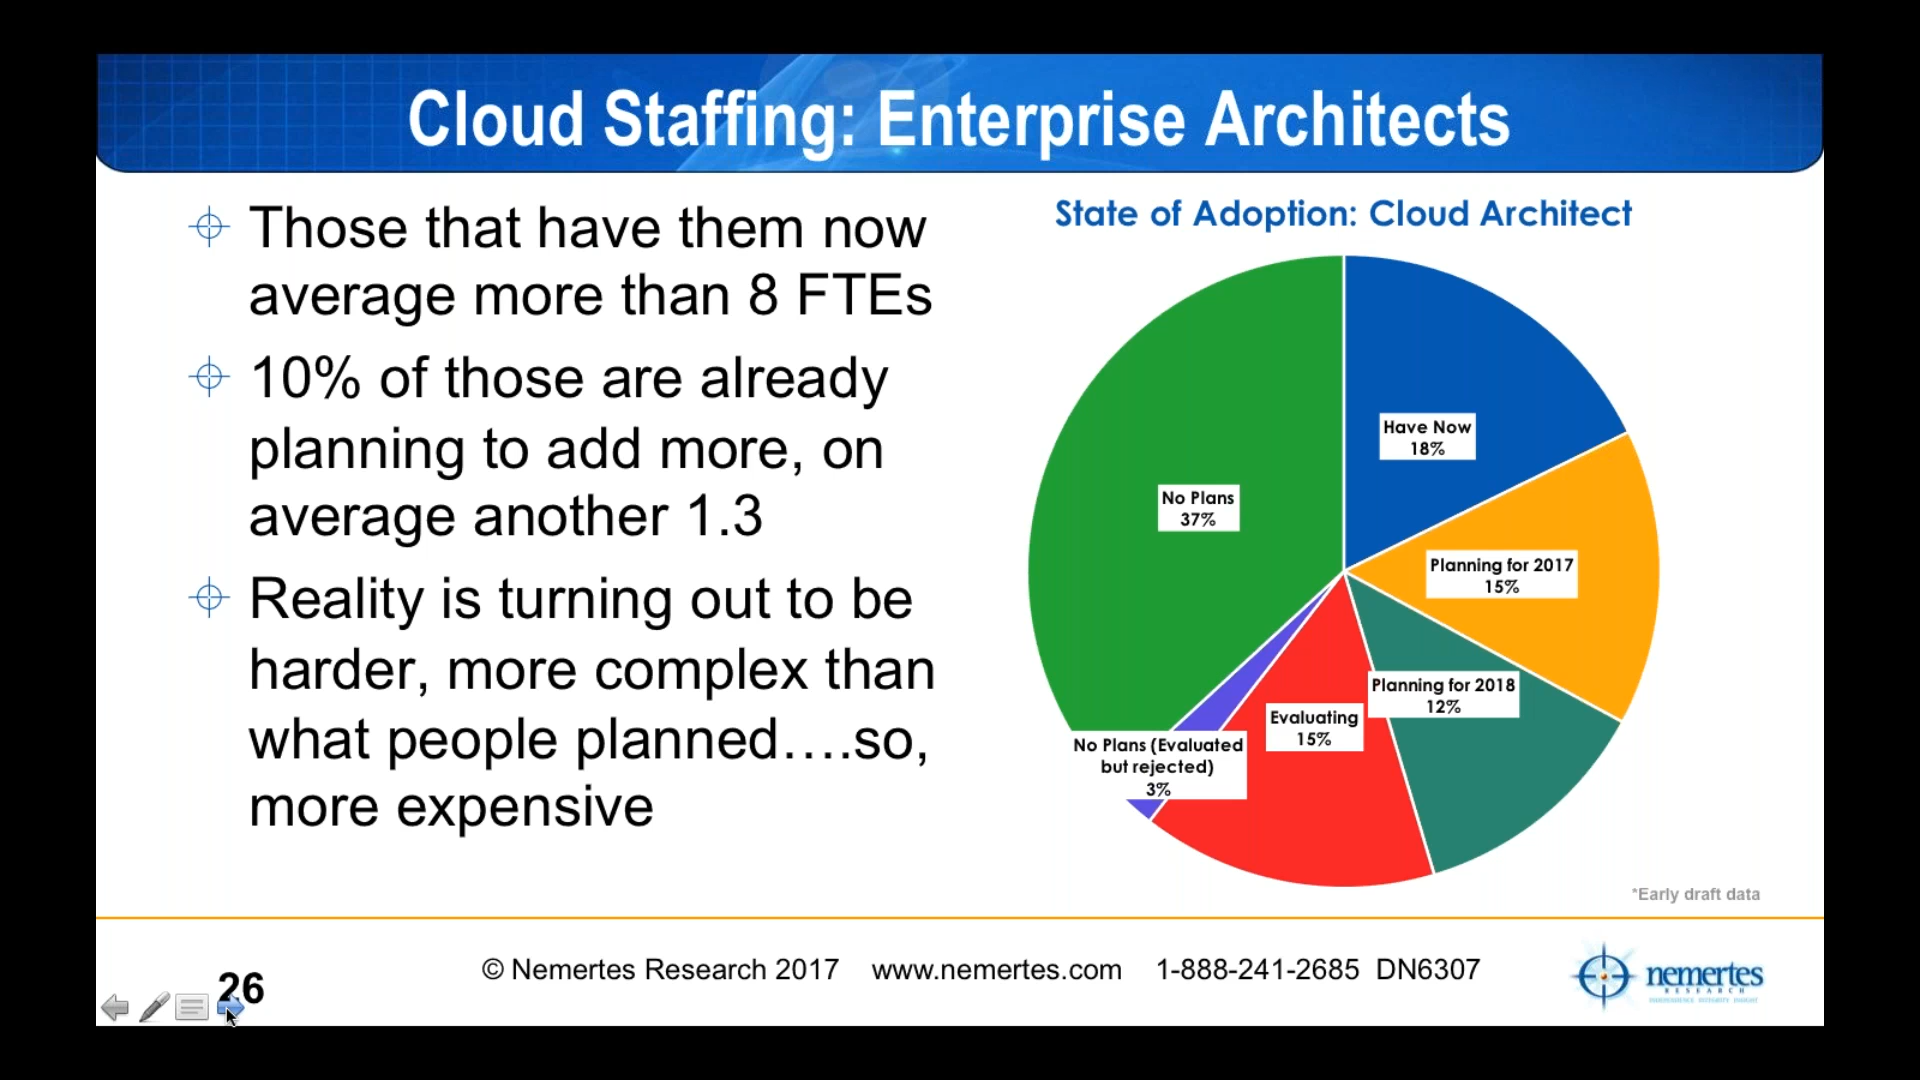 Cloud Staffing: Enterprise Architects
Those that have them now
average more than 8 FTEs
10% of those are already
planning to add more, on
average another 1.3
Reality is turning out to be
harder, more complex than
what people planned….so,
more expensive
State of Adoption: Cloud Architect
Have Now
18%
Planning for 2017
15%
Planning for 2018
12%
Evaluating
15%
No Plans (Evaluated
but rejected)
3%
No Plans
37%
*Early draft data
26
© Nemertes Research 2017 www.nemertes.com 1-888-241-2685 DN6307
nemertes
RESEARCH